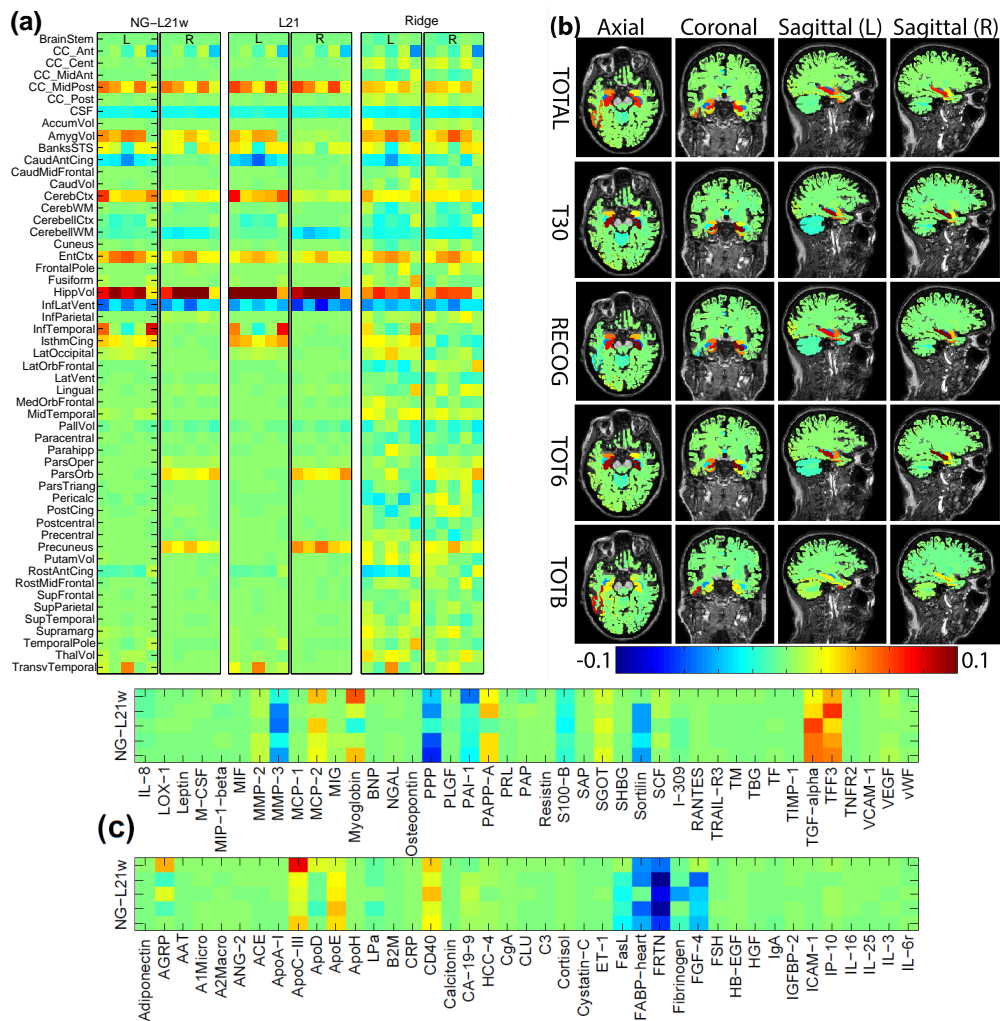 (a)
NG-L21w
L21
Ridge
L
R
L
R
L
R
BrainStem
CC_Ant
CC_Cent
CC_MidAnt
CC_MidPost
CC_Post
CSF
AccumVol
AmygVol
BanksSTS
CaudAntCing
CaudMidFrontal
CaudVol
CerebCtx
CerebWM
CerebellCtx
CerebellWM
Cuneus
EntCtx
FrontalPole
Fusiform
HippVol
InfLatVent
InfParietal
InfTemporal
IsthmCing
LatOccipital
LatOrbFrontal
LatVent
Lingual
MedOrbFrontal
MidTemporal
PallVol
Paracentral
Parahipp
ParsOper
ParsOrb
ParsTriang
Pericalc
PostCing
Postcentral
Precentral
Precuneus
PutamVol
RostAntCing
RostMidFrontal
SupFrontal
SupParietal
SupTemporal
Supramarg
TemporalPole
ThalVol
TransvTemporal
(b)
Axial
Coronal
Sagittal (L)
Sagittal (R)
TOTAL
T30
RECOG
TOT6
TOTB
-0.1
0.1
NG-L21w
IL-8
LOX-1
Leptin
M-CSF
MIP-1-beta
MIF
MMP-2
MMP-3
MCP-1
MCP-2
MIG
Myoglobin
BNP
NGAL
Osteopontin
PPP
PLGF
PAI-1
PAPP-A
PRL
PAP
Resistin
S100-B
SAP
SGOT
SHBG
Sortilin
SCF
I-309
RANTES
TRAIL-R3
TM
TBG
TF
TIMP-1
TGF-alpha
TFF3
TNFR2
VCAM-1
VEGF
vWF
(c)
NG-L21w
Adiponectin
AGRP
AAT
A1Micro
A2Macro
ANG-2
ACE
ApoA-I
ApoC-III
ApoD
ApoE
ApoH
LPa
B2M
CRP
CD40
Calcitonin
CA-19-9
HCC-4
CgA
CLU
C3
Cortisol
Cystatin-C
ET-1
FasL
FABP-heart
FRTN
Fibrinogen
FGF-4
FSH
HB-EGF
HGF
IgA
IGFBP-2
ICAM-1
IP-10
IL-16
IL-25
IL-3
IL-6r